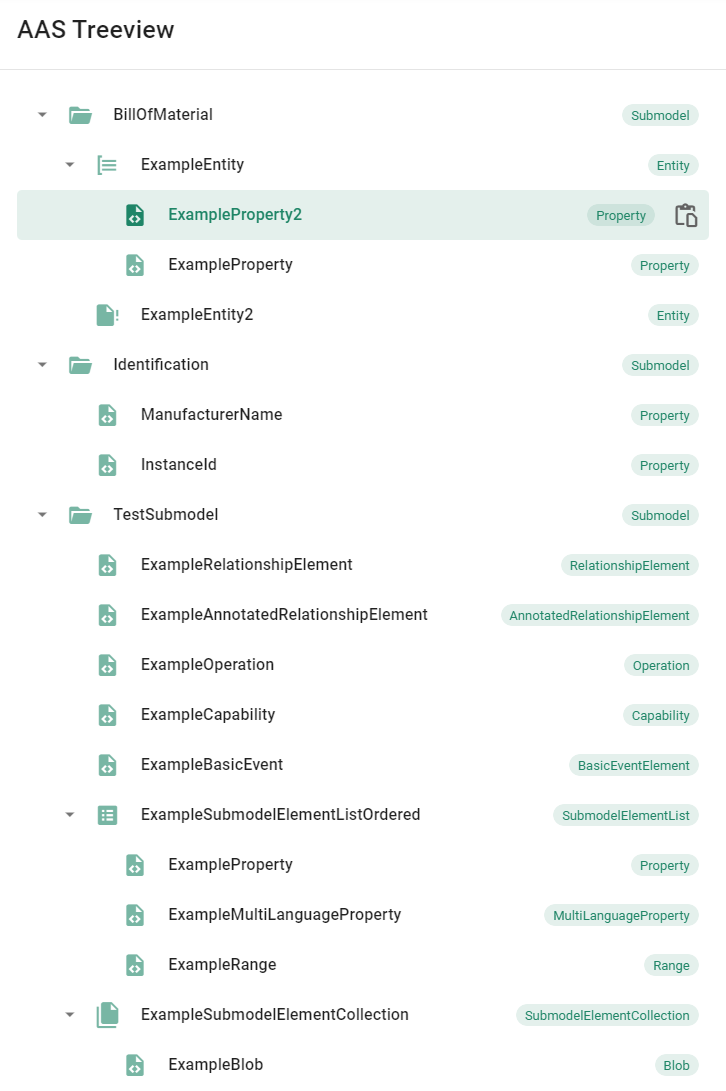 AAS Treeview
BillOfMaterial Submodel
ExampleEntity Entity
ExampleProperty2 Property
ExampleProperty Property
ExampleEntity2 Entity
Identification Submodel
ManufacturerName Property
InstanceId Property
TestSubmodel Submodel
ExampleRelationshipElement RelationshipElement
ExampleAnnotatedRelationshipElement AnnotatedRelationshipElement
ExampleOperation Operation
ExampleCapability Capability
ExampleBasicEvent BasicEventElement
ExampleSubmodelElementListOrdered SubmodelElementList
ExampleProperty Property
ExampleMultiLanguageProperty MultiLanguageProperty
ExampleRange Range
ExampleSubmodelElementCollection SubmodelElementCollection
ExampleBlob Blob